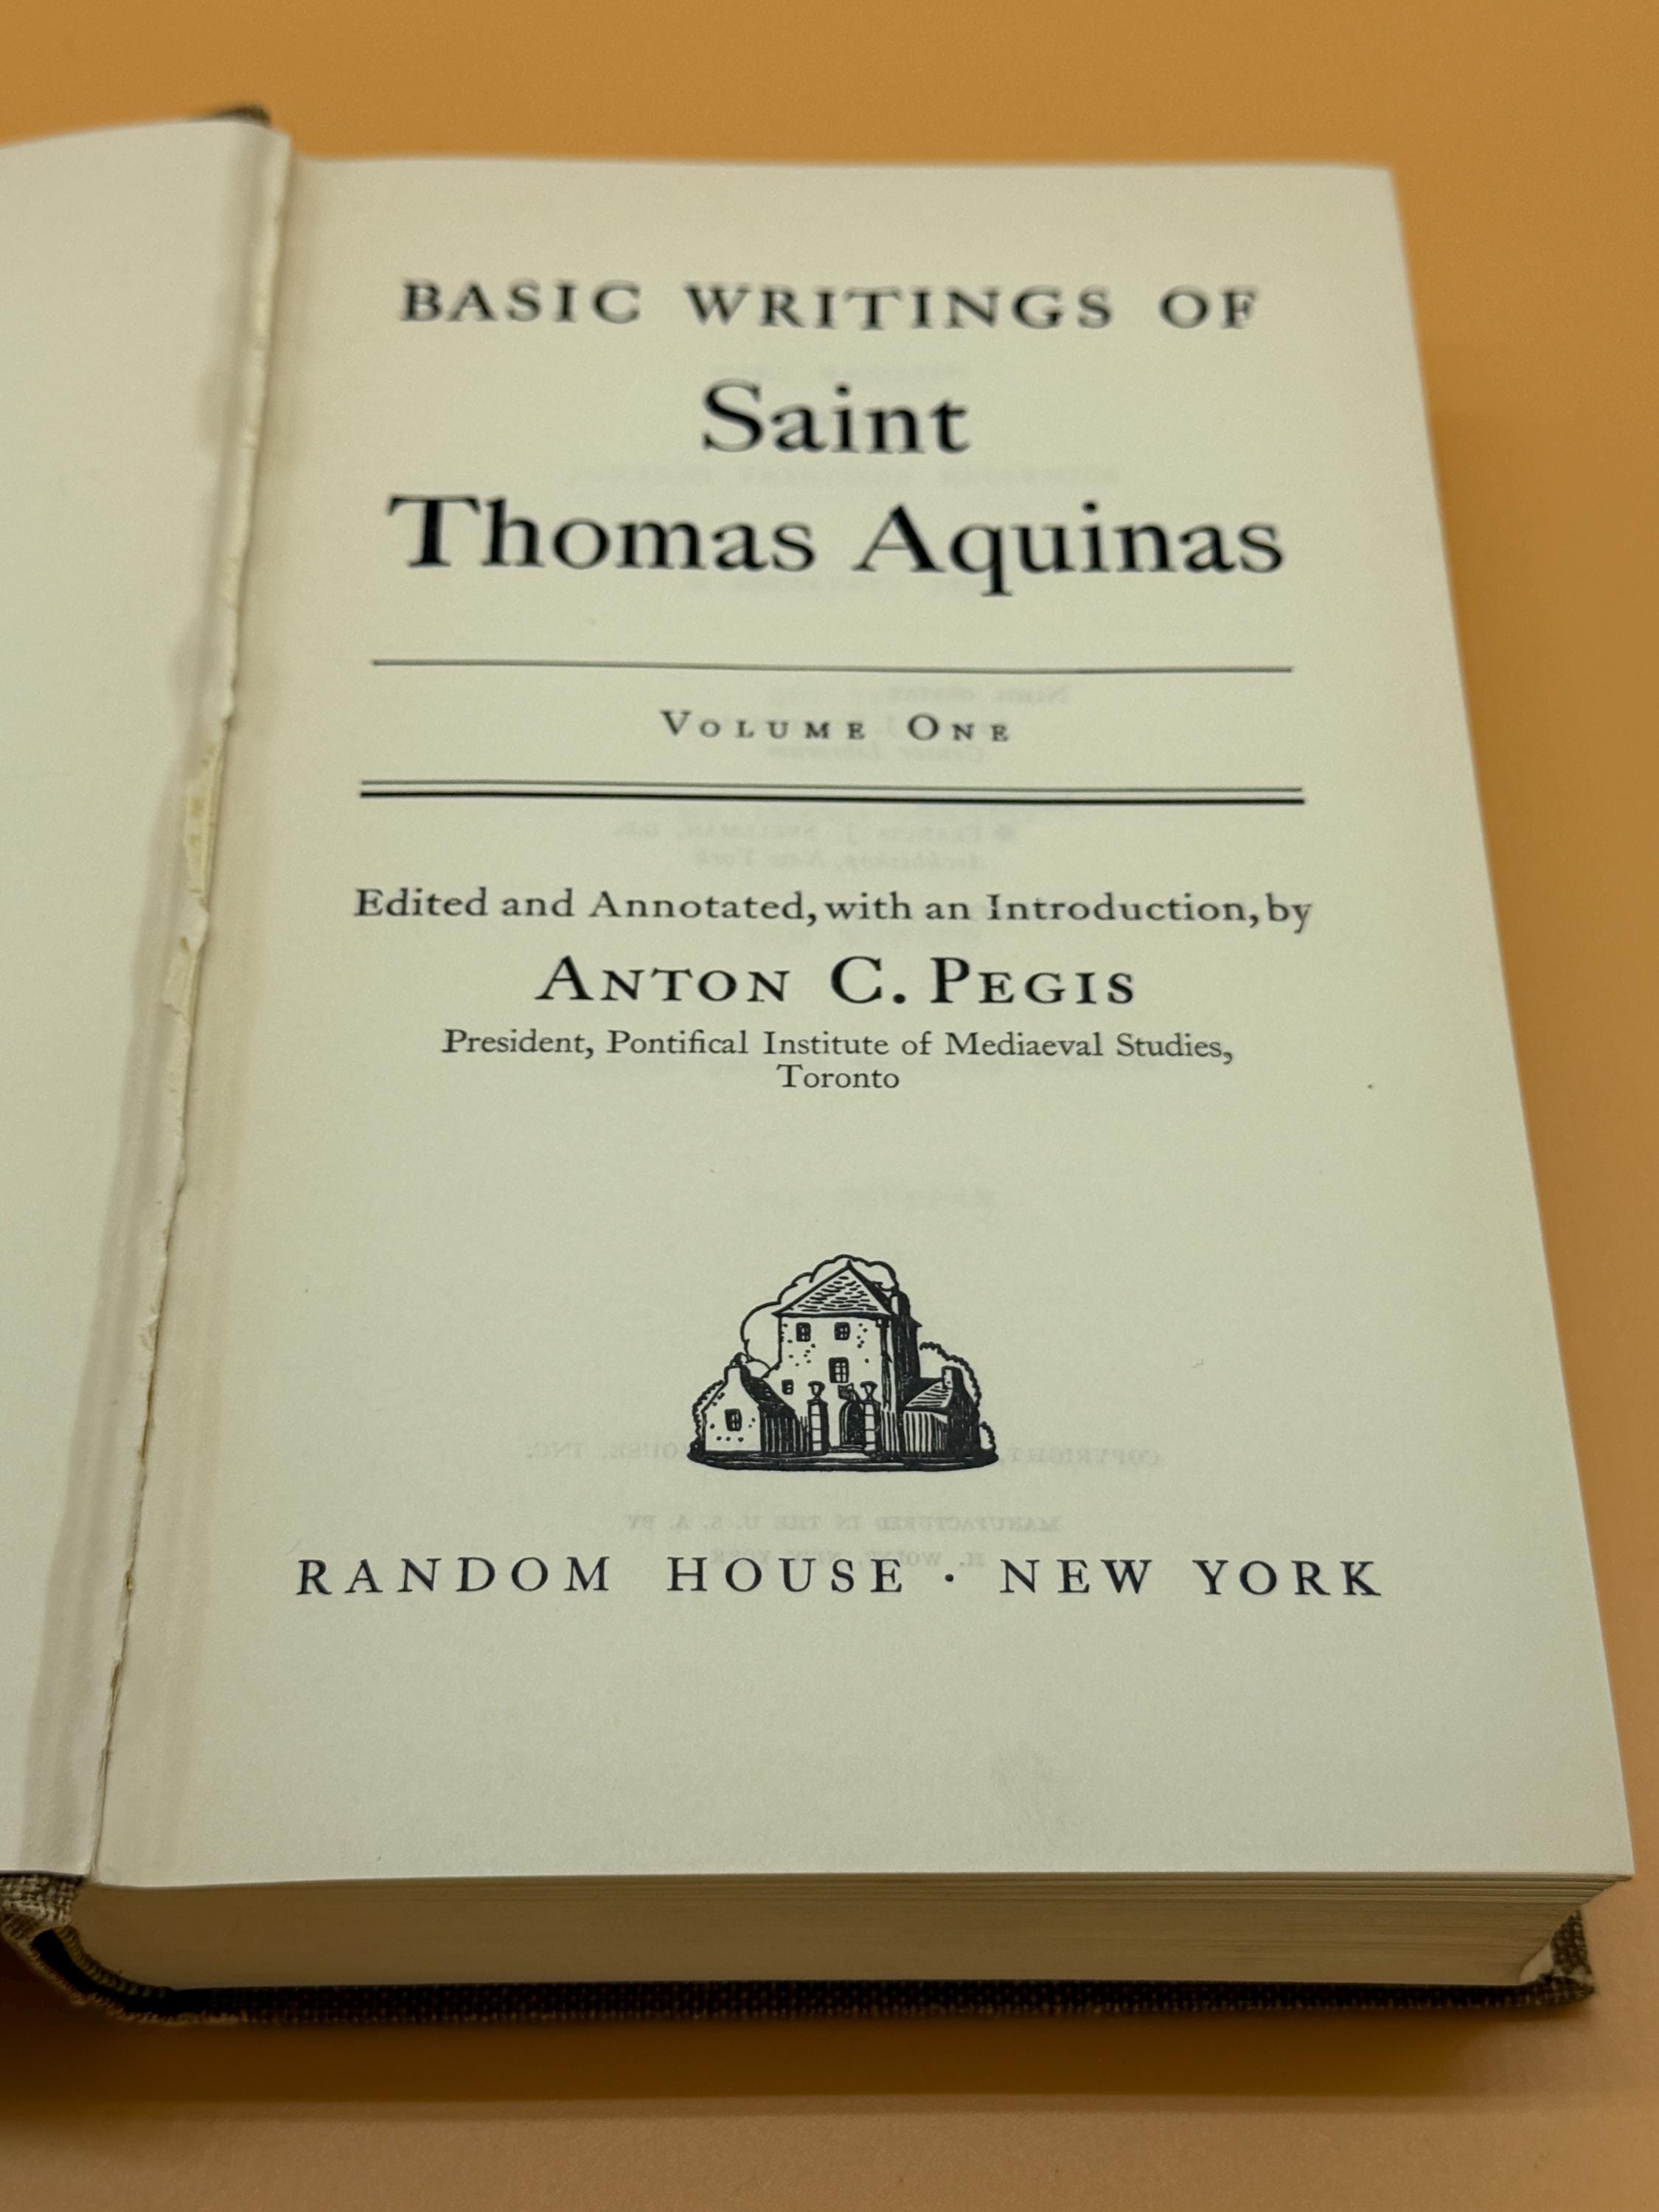 BASIC WRITINGS OF
Saint
Thomas Aquinas
VOLUME ONE
Edited and Annotated, with an Introduction, by
ANTON C. PEGIS
President, Pontifical Institute of Mediaeval Studies,
Toronto
RANDOM HOUSE · NEW YORK